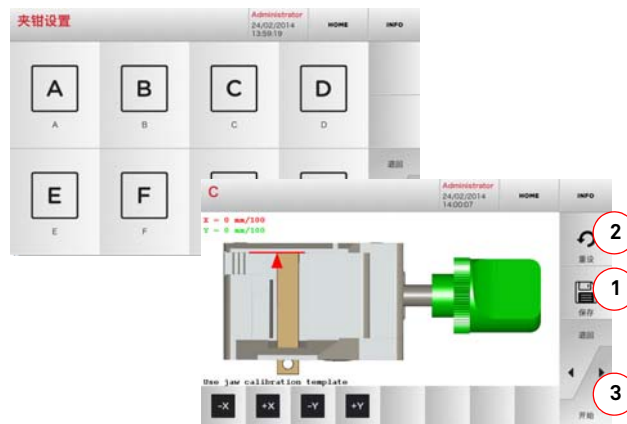 夹钳设置
Administrator
24/02/2014
13:59:19
HOME
INFO
A
B
C
D
A
B
C
D
退回
E
F
E
F
C
Administrator
24/02/2014
14:00:07
HOME
INFO
X = 0 mm/100
Y = 0 mm/100
2
重设
1
保存
退回
Use jaw calibration template
-X
+X
-Y
+Y
3
开始